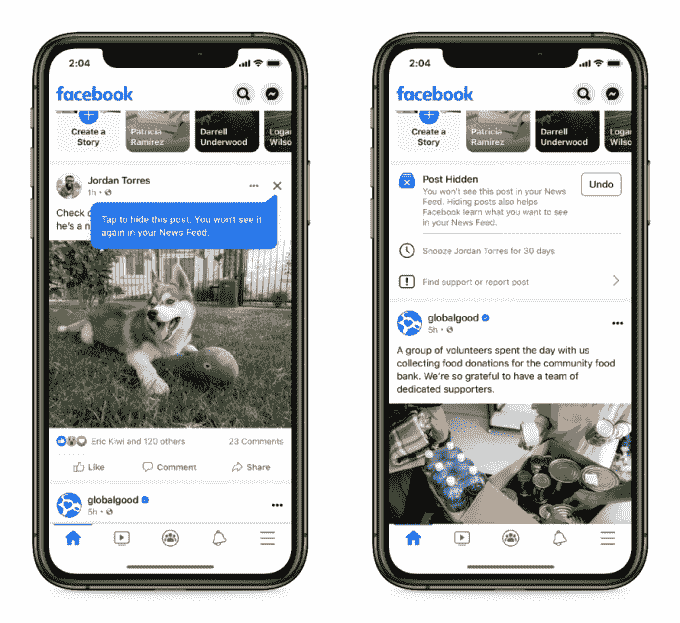 2:04
facebook
Create a
Story
Patricia
Ramirez
Darrell
Underwood
Logan
Wilso
Jordan Torres
1h
Check o
he's a n
Tap to hide this post. You won't see it
again in your News Feed.
Eric Kiwi and 120 others
23 Comments
Like
Comment
Share
globalgood
5h
2:04
facebook
Create a
Story
Patricia
Ramirez
Darrell
Underwood
Logan
Wilso
Post Hidden
You won't see this post in your News
Feed. Hiding posts also helps
Facebook learn what you want to see
in your News Feed.
Undo
Snooze Jordan Torres for 30 days
Find support or report post
globalgood
5h
A group of volunteers spent the day with us
collecting food donations for the community food
bank. We're so grateful to have a team of
dedicated supporters.